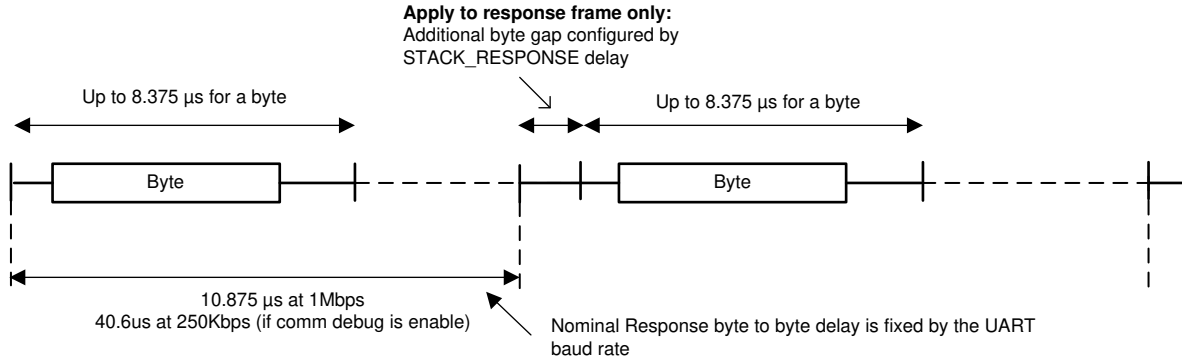 Apply to response frame only:
Additional byte gap configured by
STACK_RESPONSE delay
Up to 8.375 µs for a byte
Up to 8.375 µs for a byte
Byte
Byte
10.875 µs at 1Mbps
40.6us at 250Kbps (if comm debug is enable)
Nominal Response byte to byte delay is fixed by the UART
baud rate